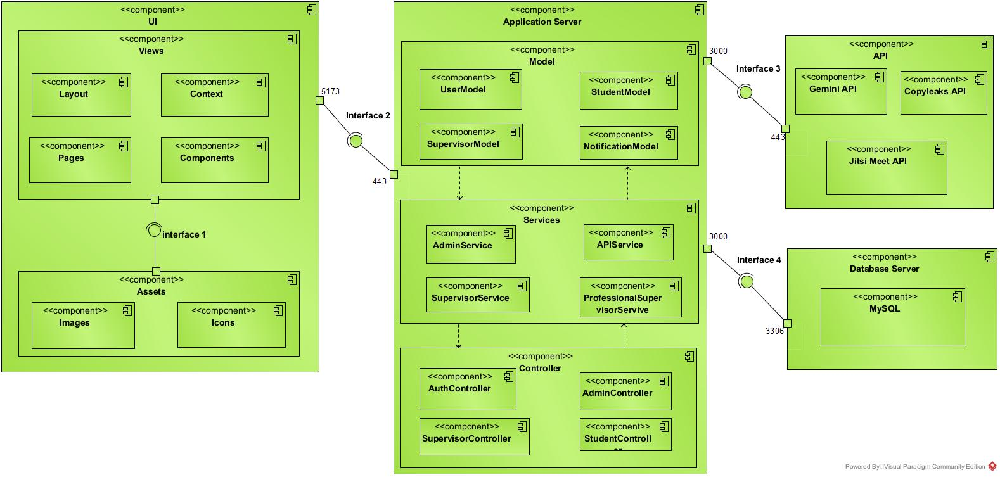 <<component>>
UI
<<component>>
Views
<<component>>
Layout
<<component>>
Context
<<component>>
Pages
<<component>>
Components
interface 1
<<component>>
Assets
<<component>>
Images
<<component>>
Icons
5173
Interface 2
443
<<component>>
Application Server
<<component>>
Model
<<component>>
UserModel
<<component>>
StudentModel
<<component>>
SupervisorModel
<<component>>
NotificationModel
<<component>>
Services
<<component>>
AdminService
<<component>>
APIService
<<component>>
SupervisorService
<<component>>
ProfessionalSuper
visorServive
<<component>>
Controller
<<component>>
AuthController
<<component>>
AdminController
<<component>>
SupervisorController
<<component>>
StudentControll
er
3000
Interface 3
443
<<component>>
API
<<component>>
Gemini API
<<component>>
Copyleaks API
<<component>>
Jitsi Meet API
3000
Interface 4
3306
<<component>>
Database Server
<<component>>
MySQL
Powered By Visual Paradigm Community Edition